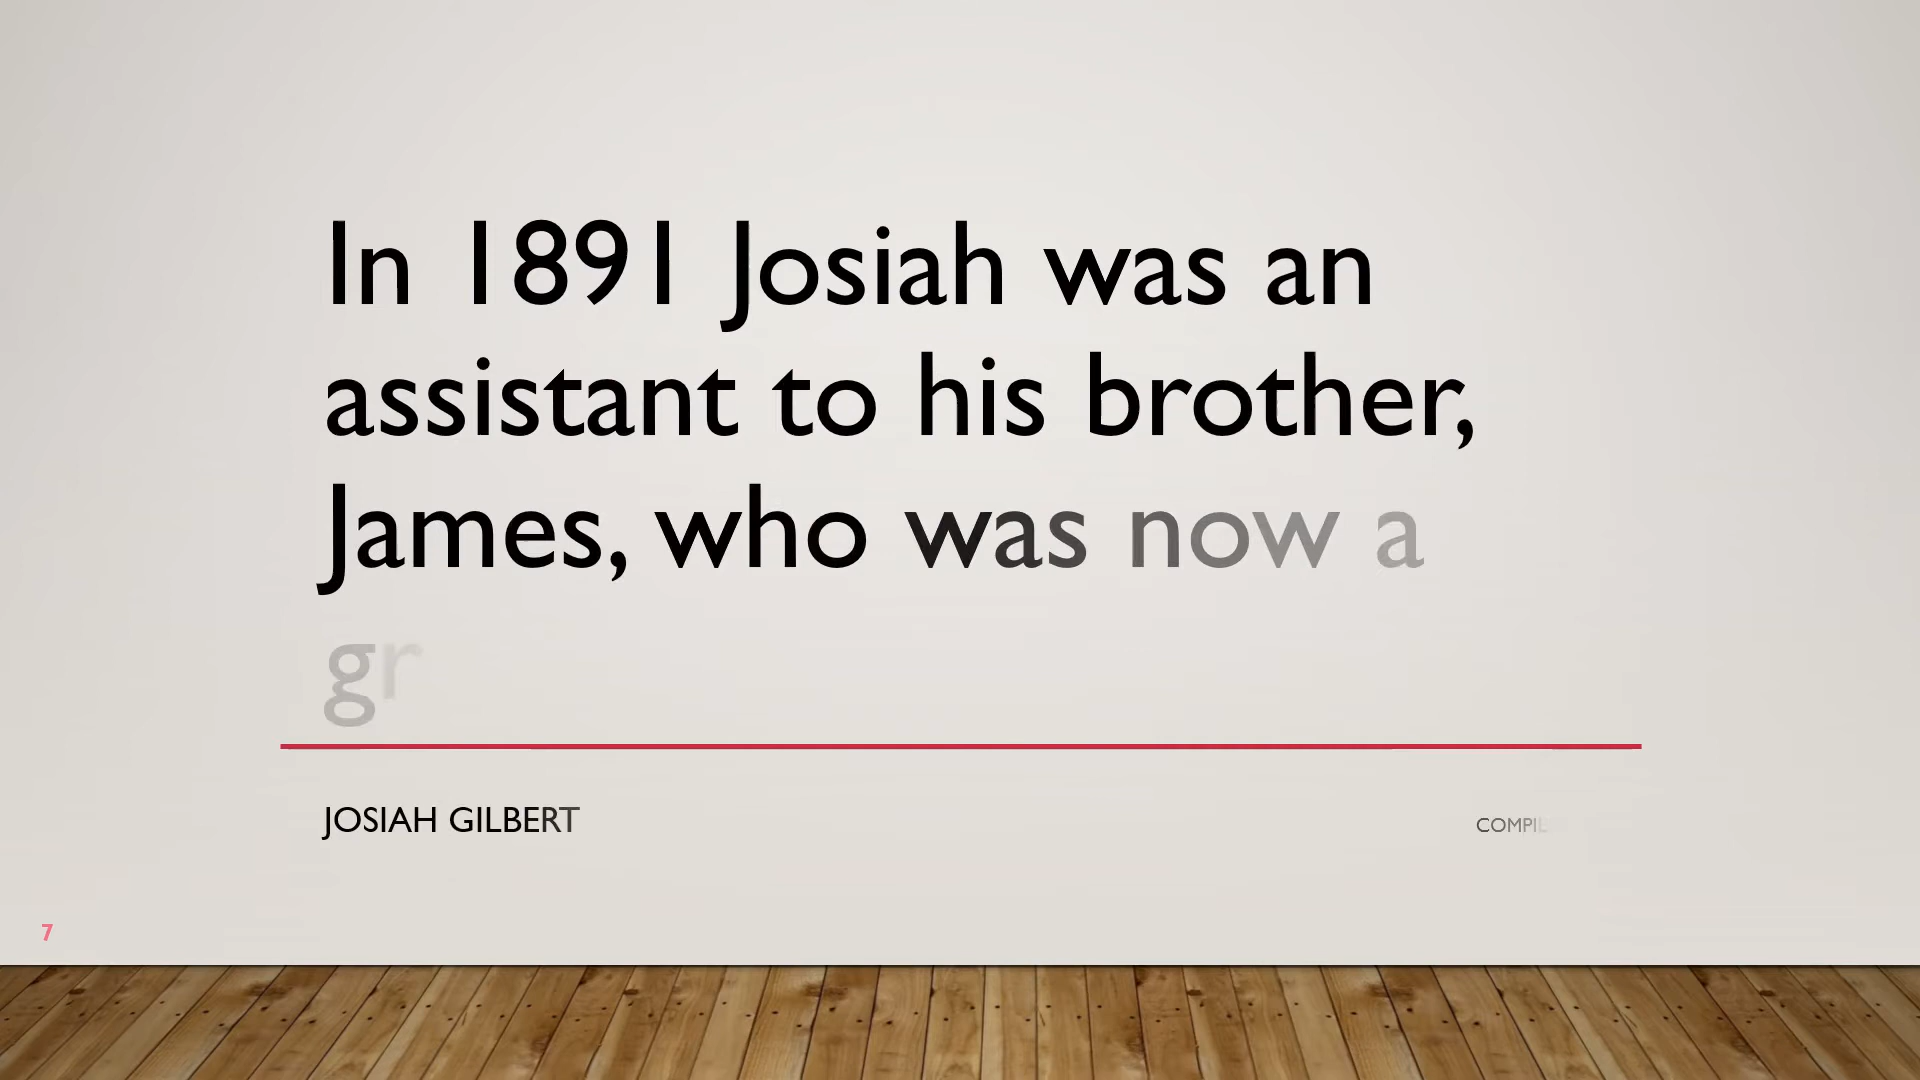 In 1891 Josiah was an
assistant to his brother,
James, who was now a
gr
JOSIAH GILBERT
COMPIL
7